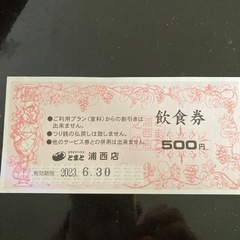 ●ご利用プラン(室料)からの割引きは
出来ません。
●つり銭の払戻しは致しません。
●他のサービス券との併用は出来ません。
飲食券
500円
とまと 浦西店
有効期限 2023. 6.30